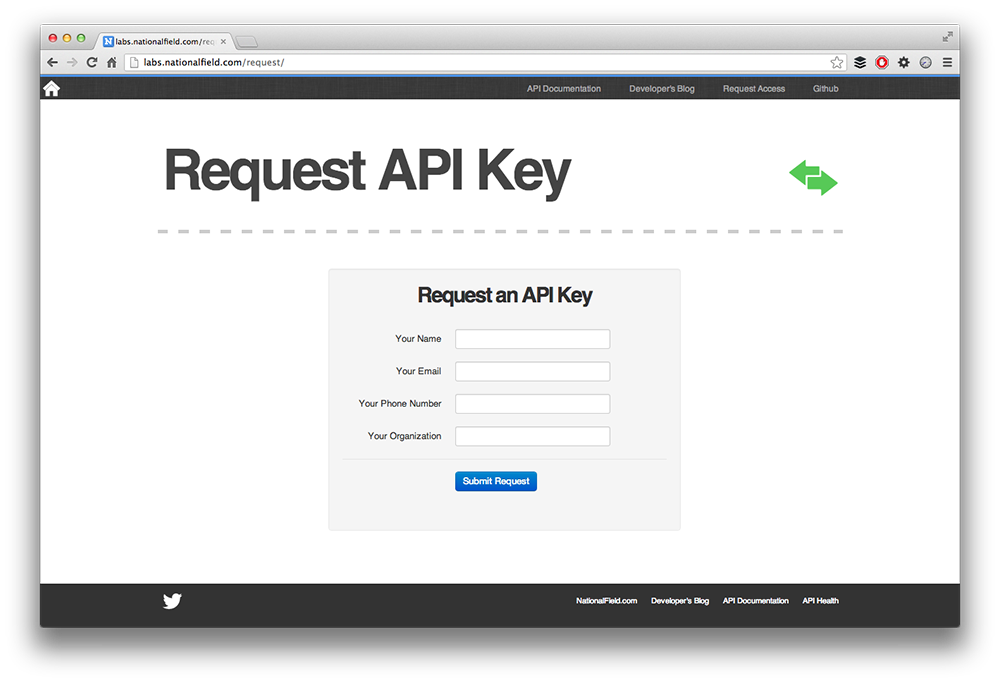 labs.nationalfield.com/req
labs.nationalfield.com/request/
API Documentation Developer's Blog Request Access Github
Request API Key
Request an API Key
Your Name
Your Email
Your Phone Number
Your Organization
Submit Request
NationalField.com Developer's Blog API Documentation API Health